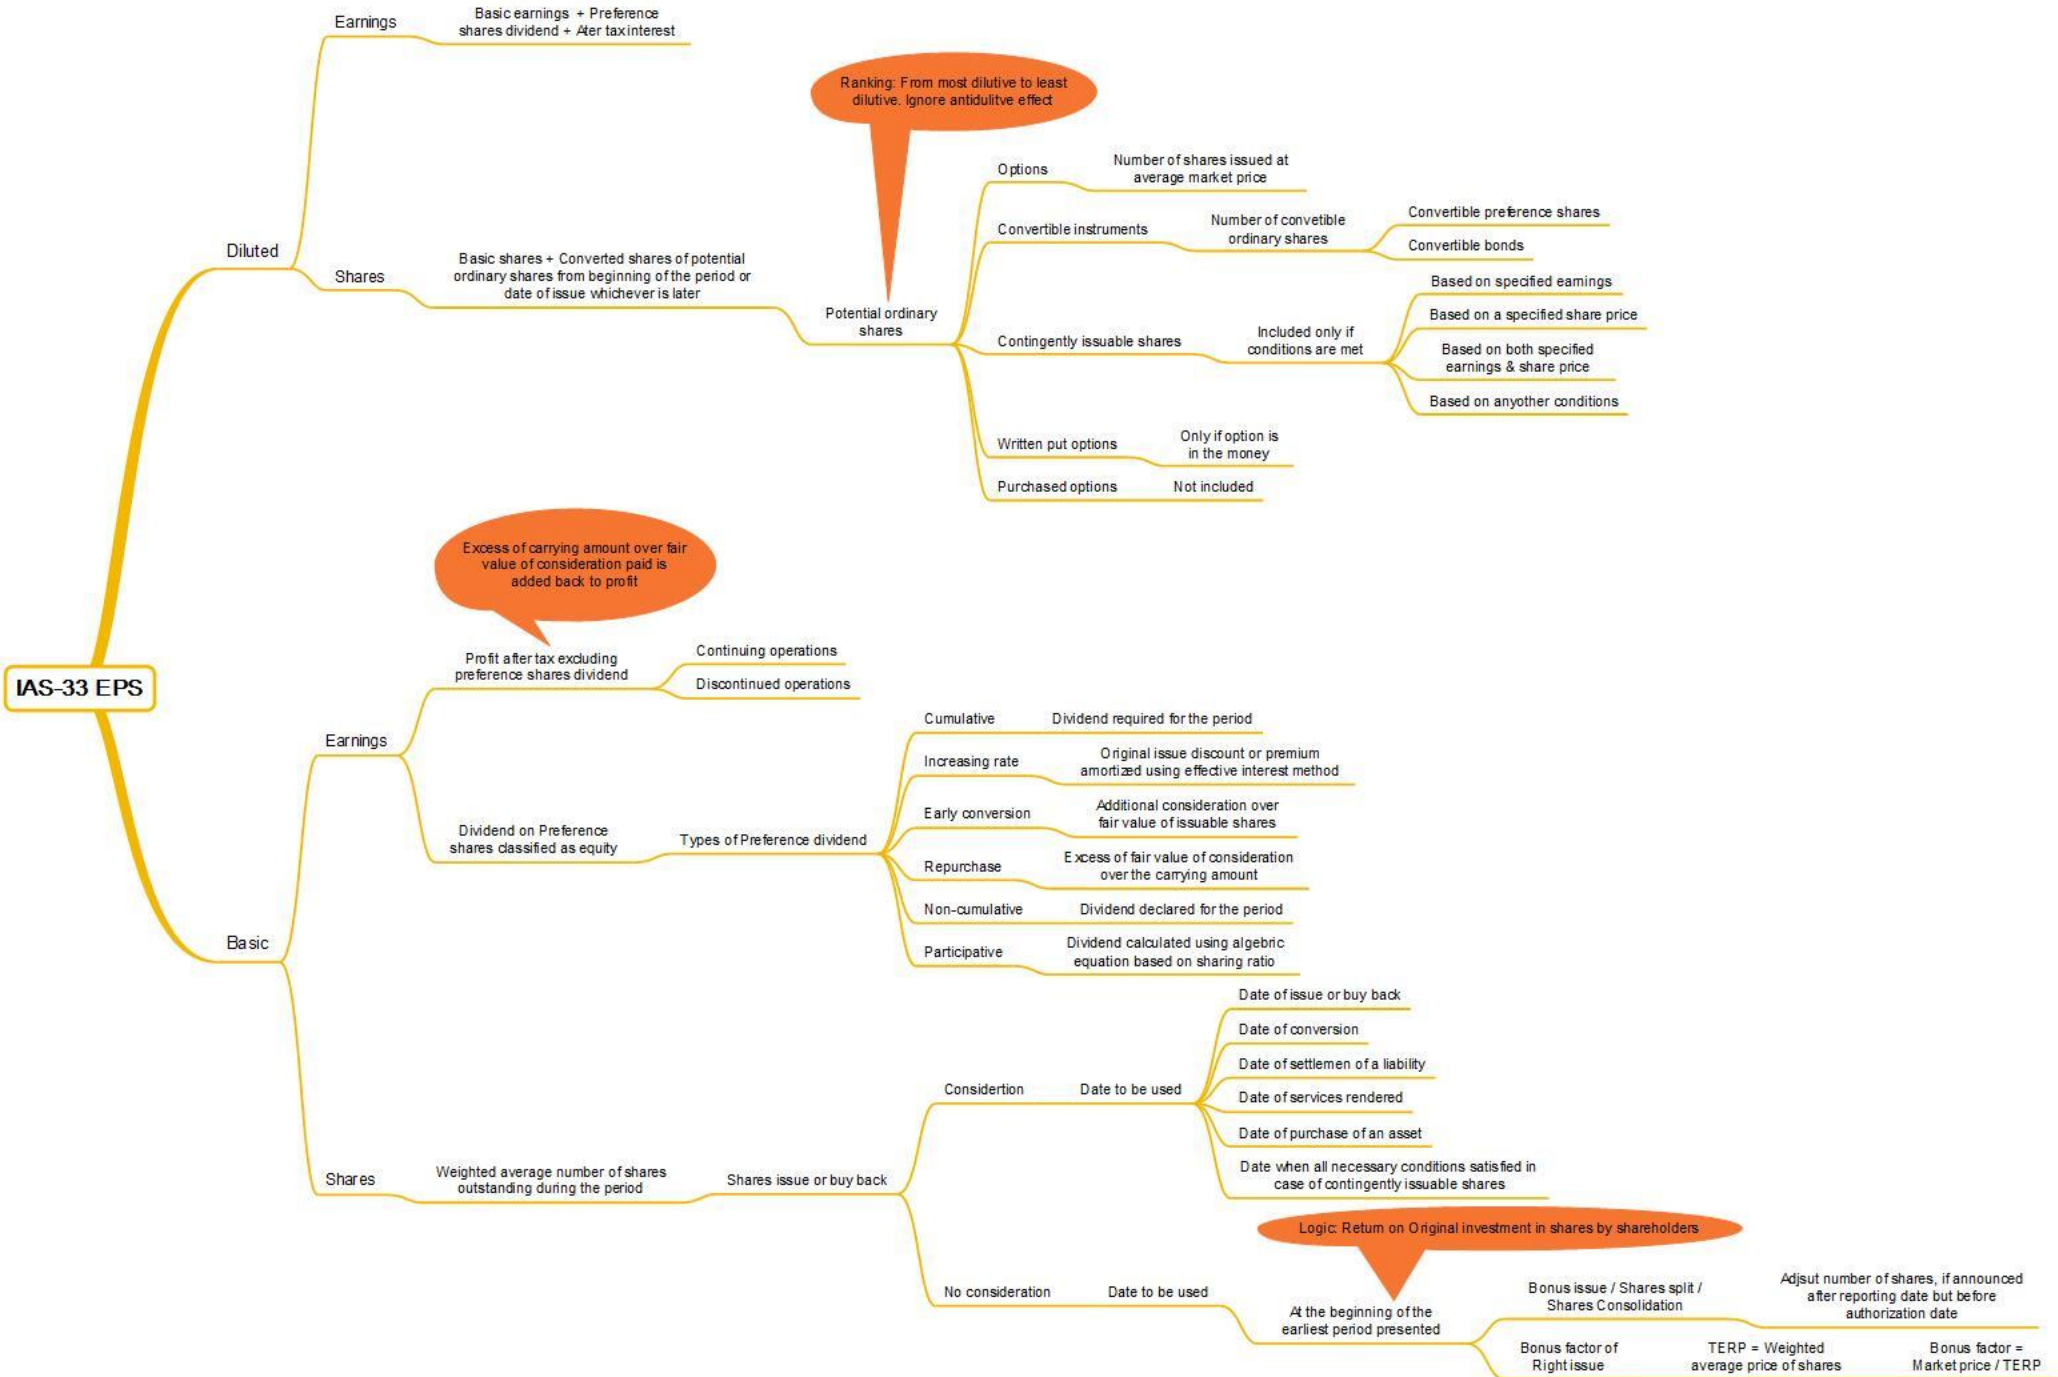 Earnings
Basic earnings + Preference
shares dividend + Ater tax interest
Ranking: From most dilutive to least
dilutive. Ignore antidulitve effect
Diluted
Shares
Basic shares + Converted shares of potential
ordinary shares from beginning of the period or
date of issue whichever is later
Potential ordinary
shares
Options
Number of shares issued at
average market price
Convertible instruments
Number of convetible
ordinary shares
Convertible preference shares
Convertible bonds
Contingently issuable shares
Included only if
conditions are met
Based on specified earnings
Based on a specified share price
Based on both specified
earnings & share price
Based on anyother conditions
Written put options
Only if option is
in the money
Purchased options
Not included
IAS-33 EPS
Excess of carrying amount over fair
value of consideration paid is
added back to profit
Basic
Earnings
Profit after tax excluding
preference shares dividend
Continuing operations
Discontinued operations
Dividend on Preference
shares classified as equity
Types of Preference dividend
Cumulative
Dividend required for the period
Increasing rate
Original issue discount or premium
amortized using effective interest method
Early conversion
Additional consideration over
fair value of issuable shares
Repurchase
Excess of fair value of consideration
over the carrying amount
Non-cumulative
Dividend declared for the period
Participative
Dividend calculated using algebric
equation based on sharing ratio
Shares
Weighted average number of shares
outstanding during the period
Shares issue or buy back
Considertion
Date to be used
Date of issue or buy back
Date of conversion
Date of settlemen of a liability
Date of services rendered
Date of purchase of an asset
Date when all necessary conditions satisfied in
case of contingently issuable shares
Logic: Return on Original investment in shares by shareholders
No consideration
Date to be used
At the beginning of the
earliest period presented
Bonus issue / Shares split /
Shares Consolidation
Adjsut number of shares, if announced
after reporting date but before
authorization date
Bonus factor of
Right issue
TERP = Weighted
average price of shares
Bonus factor =
Market price / TERP